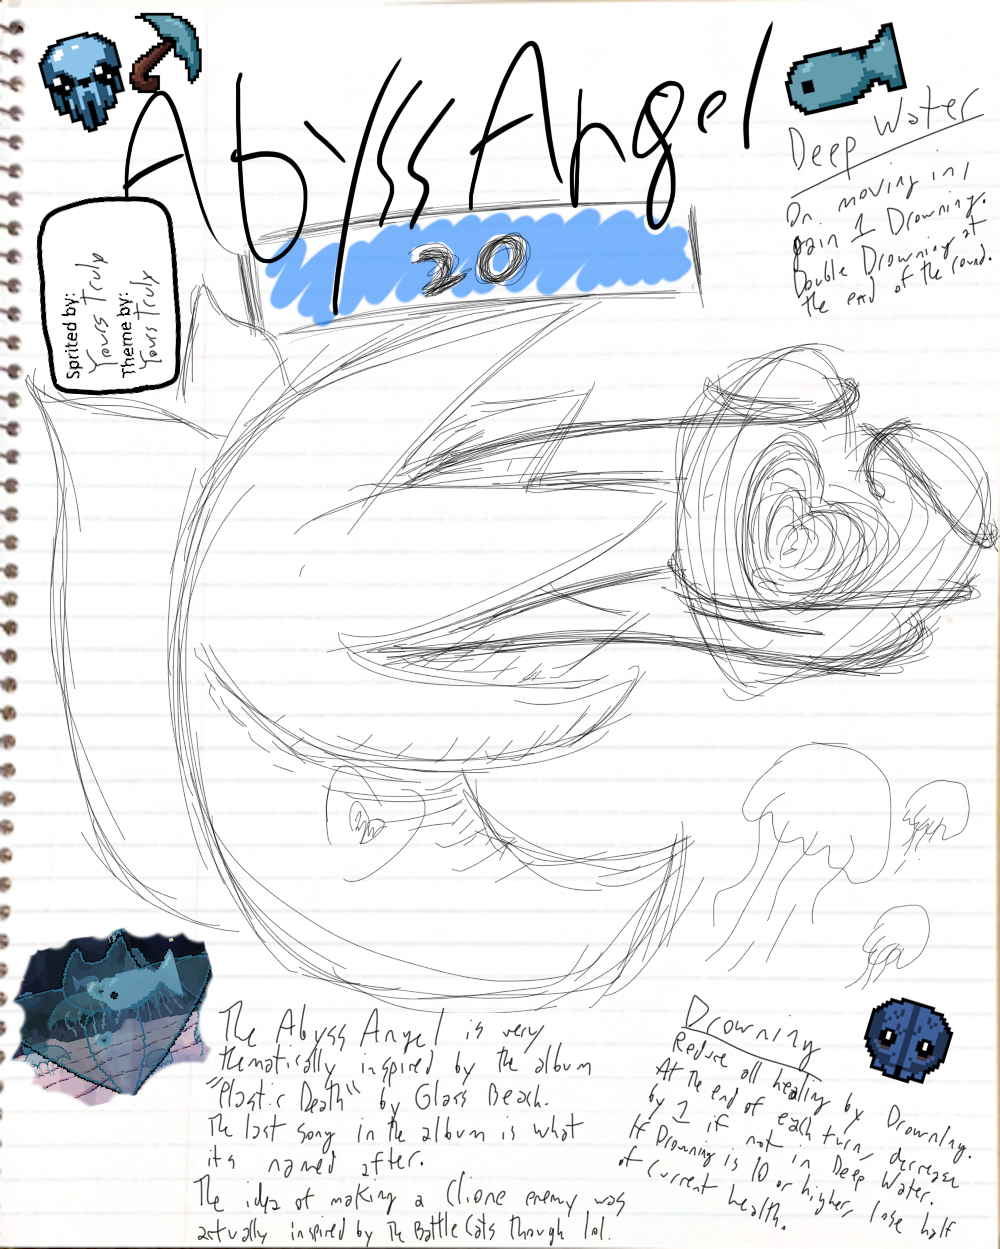 Abyss Angel
20
Sprited by:
Yours Truly
Theme by:
Yours Truly
Deep Water
On moving in,
gain 1 Drowning.
Double Drowning at
the end of the round.
The Abyss Angel is very
thematically inspired by the album
"Plastic Death" by Glass Beach.
The last song in the album is what
its named after.
The idea of making a Clione enemy was
actually inspired by The Battle Cats though lol.
Drowning
Reduce all healing by Drowning.
At the end of each turn, decrease
by 1 if not in Deep Water.
If Drowning is 10 or higher, lose half
of current health.